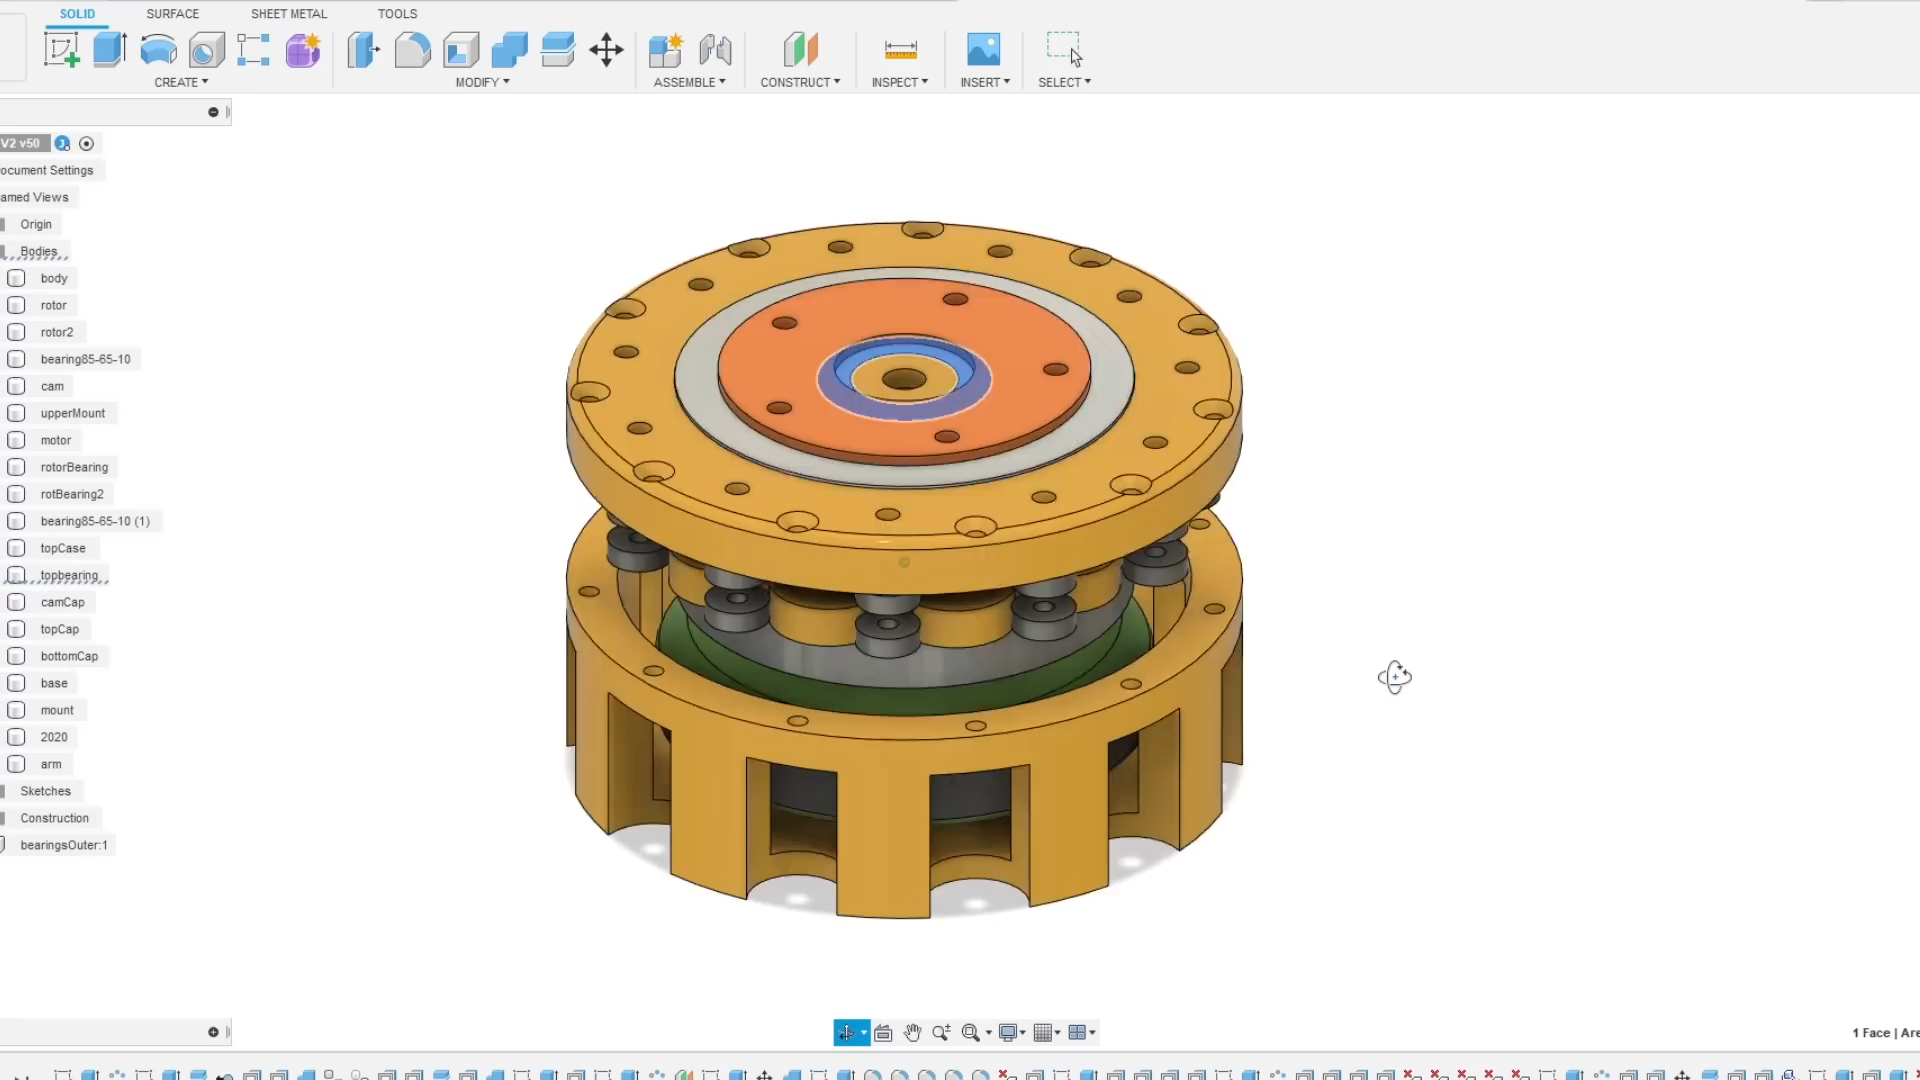 SOLID SURFACE SHEET METAL TOOLS
CREATE MODIFY ASSEMBLE CONSTRUCT INSPECT INSERT SELECT
V2 v50
ocument Settings
amed Views
Origin
Bodies
body
rotor
rotor2
bearing85-65-10
cam
upperMount
motor
rotorBearing
rotBearing2
bearing85-65-10 (1)
topCase
topbearing
camCap
topCap
bottomCap
base
mount
2020
arm
Sketches
Construction
bearingsOuter:1
1 Face | Are